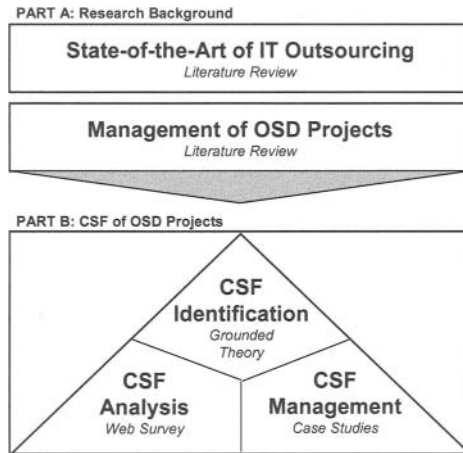 PART A: Research Background
State-of-the-Art of IT Outsourcing
Literature Review
Management of OSD Projects
Literature Review
PART B: CSF of OSD Projects
CSF
Identification
Grounded
Theory
CSF
Analysis
Web Survey
CSF
Management
Case Studies